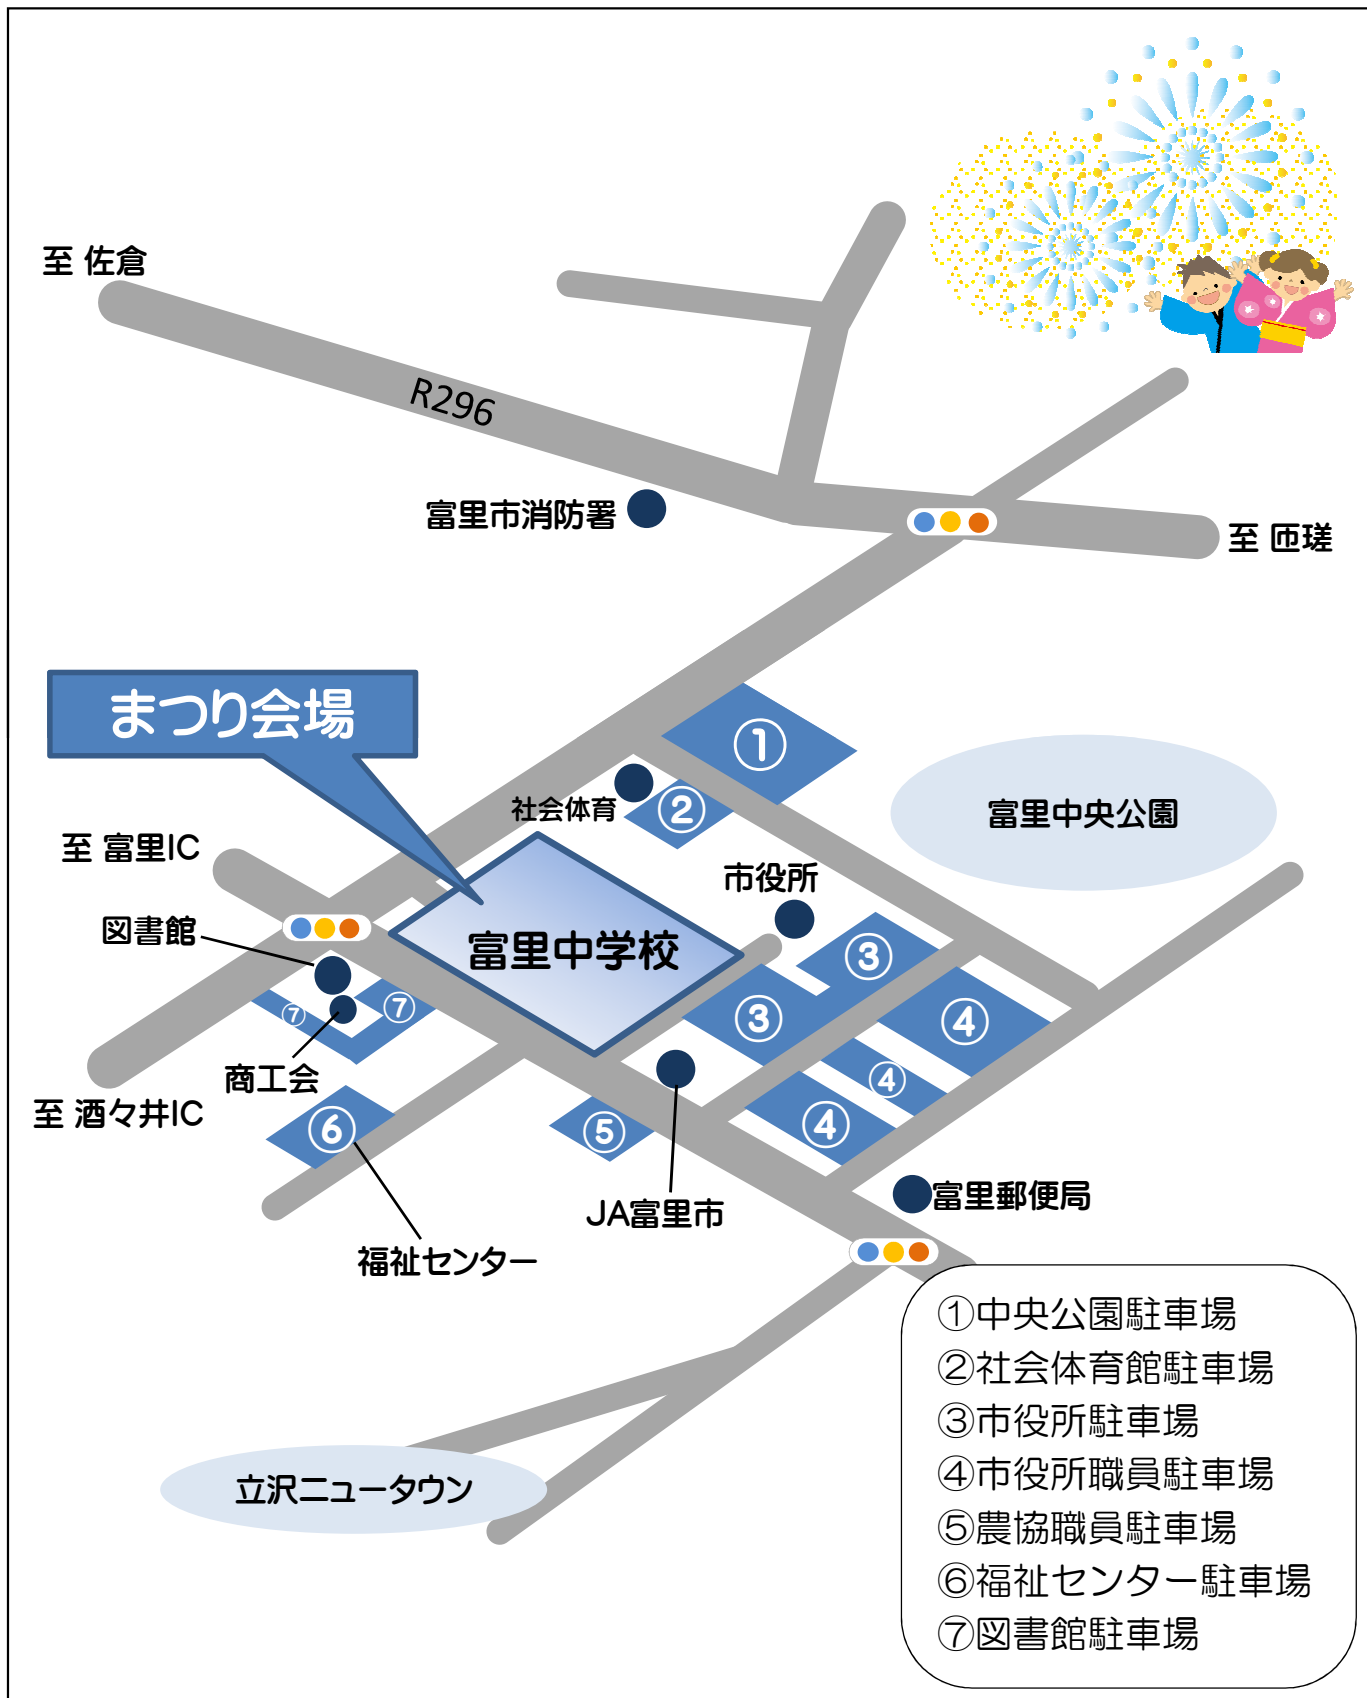 至 佐倉
R296
富里市消防署
至 匝瑳
まつり会場
①
社会体育
②
富里中央公園
至 富里IC
市役所
図書館
富里中学校
③
③
④
⑦
⑦
商工会
④
至 酒々井IC
⑥
⑤
④
JA富里市
富里郵便局
福祉センター
①中央公園駐車場
②社会体育館駐車場
③市役所駐車場
④市役所職員駐車場
⑤農協職員駐車場
⑥福祉センター駐車場
⑦図書館駐車場
立沢ニュータウン